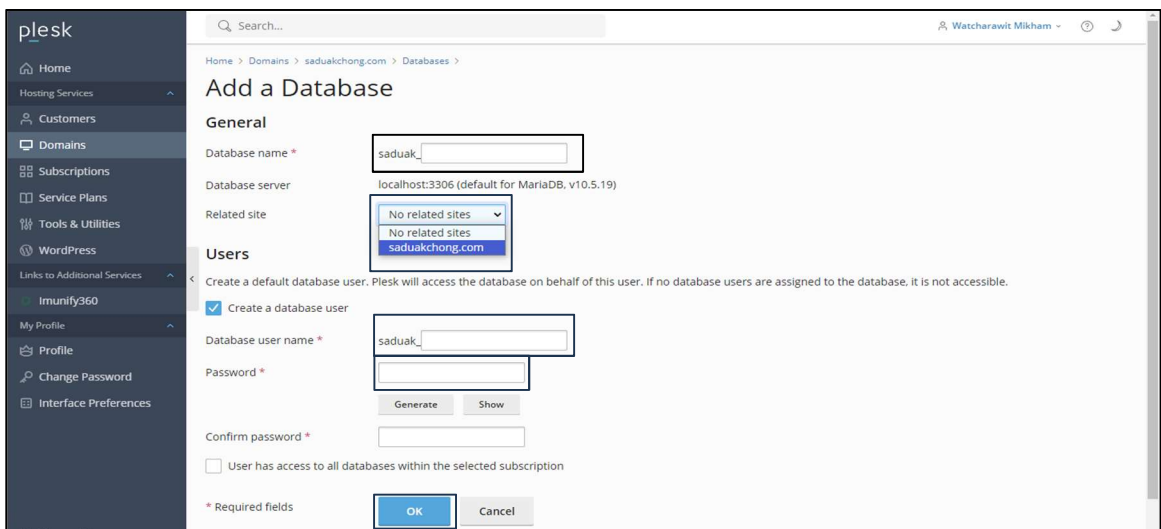 plesk
Search...
Watcharawit Mikham
Home
Hosting Services
Customers
Domains
Subscriptions
Service Plans
Tools & Utilities
WordPress
Links to Additional Services
Imunify360
My Profile
Profile
Change Password
Interface Preferences
Home > Domains > saduakchong.com > Databases >
Add a Database
General
Database name *
saduak_
Database server
localhost:3306 (default for MariaDB, v10.5.19)
Related site
No related sites
No related sites
saduakchong.com
Users
Create a default database user. Plesk will access the database on behalf of this user. If no database users are assigned to the database, it is not accessible.
Create a database user
Database user name *
saduak_
Password *
Generate Show
Confirm password *
User has access to all databases within the selected subscription
* Required fields
OK Cancel